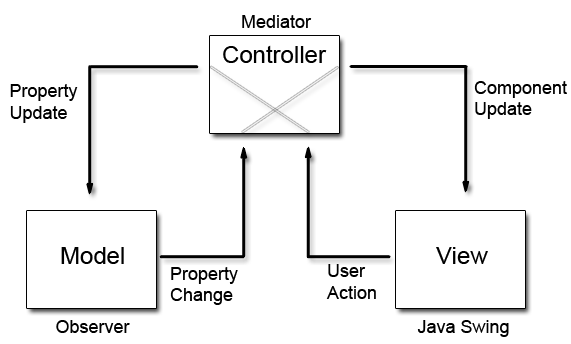 Mediator
Controller
Property
Update
Component
Update
Model
View
Property
Change
User
Action
Observer
Java Swing